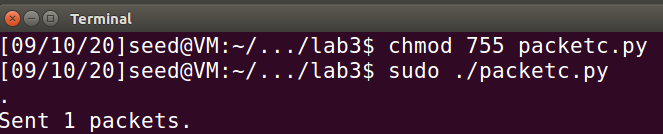 Terminal
[09/10/20]seed@VM:~/.../lab3$ chmod 755 packetc.py
[09/10/20]seed@VM:~/.../lab3$ sudo ./packetc.py
.
Sent 1 packets.